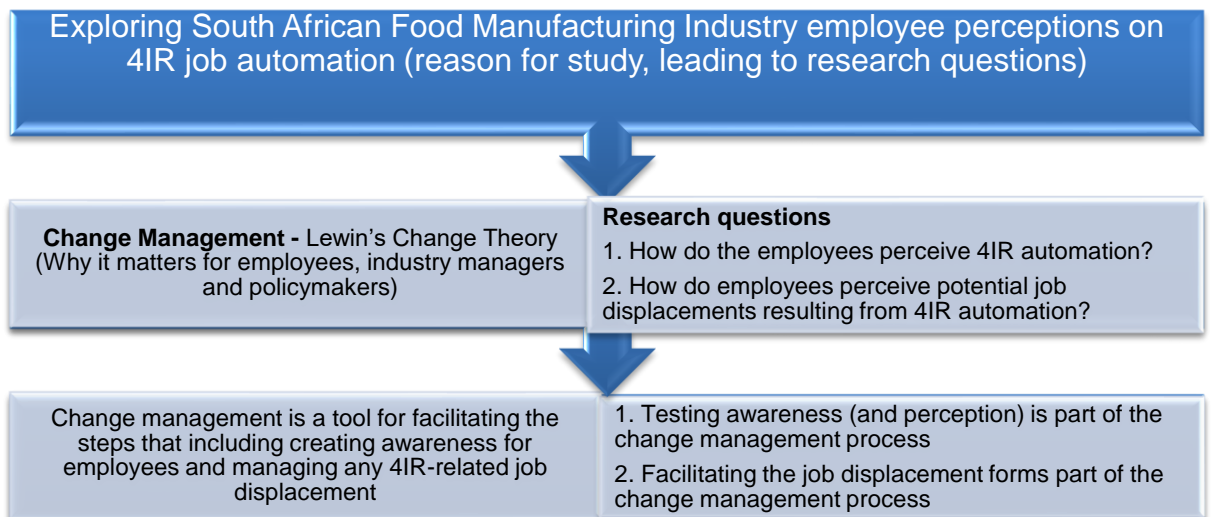 Exploring South African Food Manufacturing Industry employee perceptions on
4IR job automation (reason for study, leading to research questions)
Change Management - Lewin's Change Theory
(Why it matters for employees, industry managers
and policymakers)
Research questions
1. How do the employees perceive 4IR automation?
2. How do employees perceive potential job
displacements resulting from 4IR automation?
Change management is a tool for facilitating the
steps that including creating awareness for
employees and managing any 4IR-related job
displacement
1. Testing awareness (and perception) is part of the
change management process
2. Facilitating the job displacement forms part of the
change management process